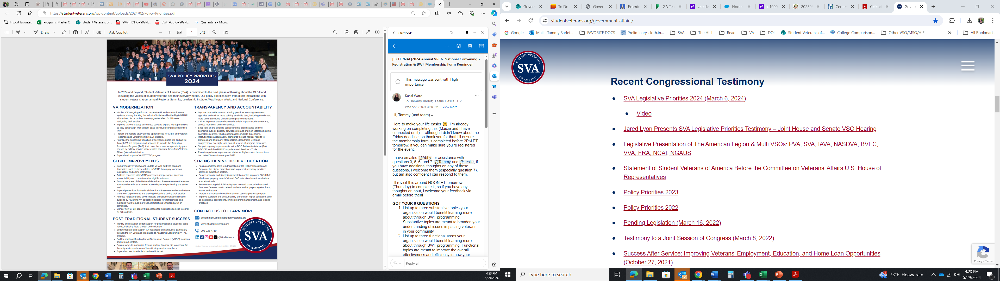 https://studentveterans.org/wp-content/uploads/2024/02/Policy-Priorities.pdf
Import favorites
Programs Master C...
Student Veterans of...
SVA_TRN_OPS02RE...
SVA_POL_OPS02RE...
Quarantine - Micro...
Draw
Ask Copilot
1
of 2
SVA POLICY PRIORITIES
2024
In 2024 and beyond, Student Veterans of America (SVA) is committed to the next phase of thinking about the GI Bill and
elevating the voices of student veterans and their everyday needs. Our policy priorities stem from direct interactions with
student veterans at our annual Regional Summits, Leadership Institute, Washington Week, and National Conference.
VA MODERNIZATION
• Monitor VA's ongoing efforts to modernize IT and communications
systems, closely tracking the rollout of initiatives like the Digital GI Bill
with a sharp focus on how these upgrades affect GI Bill users
navigating their studies.
• Improve VA Work Study to increase pay and expand job opportunities,
so they better align with student goals to include congressional office
sites.
• Protect and restore study abroad opportunities for GI Bill and Veteran
Readiness and Employment (VR&E) students.
• Prioritize the successful transition of servicemembers into civilian life
through VA-led programs and services, to include the Transition
Assistance Program (TAP), that close the economic opportunity gaps
caused by military service with elevated structural focus from Veteran
Affairs (VA) administration.
• Expand and improve VA VET TEC program.
GI BILL IMPROVEMENTS
• Comprehensively review and update MHA to address gaps and
disparities, such as those related to VR&E, break pay, overseas
institutions, and online instruction.
• Address concerns with VR&E processes and personnel to ensure
accountability and consistency for eligible veterans.
• Ensure members of the National Guard and Reserve receive the same
education benefits as those on active duty when performing the same
work.
• Expand protections for National Guard and Reserve members who face
short-term deployments and training obligations during their studies.
• Address negative trickle-down impacts of institutional administrative
burdens by reviewing VA education policies for inefficiencies and
exploring ways to add more School Certifying Officials (SCO) on
campuses.
• Monitor new GI Bill approval processes for institutions seeking to enroll
GI Bill students.
POST-TRADITIONAL STUDENT SUCCESS
• Identify and establish better support for post-traditional students' basic
needs, including food, shelter, and childcare.
• Better integrate and support VA healthcare on campuses, particularly
through the VA Veterans Integration to Academic Leadership (VITAL)
program.
• Call for additional funding for VetSuccess on Campus (VSOC) locations
and veteran centers.
• Explore ways to modernize federal student financial aid to account for
the unique circumstances of transitioning service members.
• Expand access to reliable broadband internet.
TRANSPARENCY AND ACCOUNTABILITY
• Improve data collection and sharing practices across government
agencies and call for more publicly available data, including timelier and
more accurate counts of transitioning servicemembers.
• Call for improved data on how student debt impacts student veterans,
service members, and their families.
• Shed light on the differing socioeconomic circumstance and the
economic outlook disparity between veterans and non-veterans holding
bachelor's degrees, which encompasses multiple dimensions.
• Institutionalize accountability standards through regular reports to
Congress and third-party stakeholders, department-level and
congressional oversight, and annual reviews of program processes.
• Support ongoing improvements to the DOD Tuition Assistance (TA)
DECIDE, and the GI Bill Comparison and Feedback Tools.
• Provide a pathway to permanent status for Afghans who have entered
the United States since August 2021.
STRENGTHENING HIGHER EDUCATION
• Pass a comprehensive reauthorization of the Higher Education Act.
• Empower the higher education triad to prevent predatory practices
across all education sectors.
• Ensure accurate and timely implementation of the improved 90/10 Rule,
which now properly counts VA and DoD education benefits as federal
education funds.
• Restore a strong Gainful Employment rule and protect the improved
Borrower Defense rule to defend students and taxpayers against fraud,
waste, and abuse.
• Protect and monitor the Public Service Loan Forgiveness program.
• Improve oversight and accountability of trends in higher education, such
as institutional conversions, online program management, and lending
practices.
CONTACT US TO LEARN MORE
government.affairs@studentveterans.org
www.studentveterans.org
202-223-4710
@studentvets
STUDENT VETERANS
SVA
OF AMERICA
Outlook
[EXTERNAL]2024 Annual VRCN National Convening -
Registration & BWF Membership Form Reminder
This message was sent with High
importance.
Kassi Ward
To: Tammy Barlet; Leslie Deslis + 2
Wed 5/29/2024 4:20 PM View more
Hi, Tammy (and team) –
Here to make your life easier 😊. I'm already
working on completing this (Maicie and I have
connected on it) – although I didn't know about the
Friday deadline, so thank you for that! I'll ensure
the membership form is completed before 2PM ET
tomorrow, if you can make sure you're registered
for the event.
I have emailed @Abby for assistance with
questions 3, 5, 6, and 7. @Tammy and @Leslie, if
you have additional thoughts on any of these
questions, I welcome them (especially question 7),
but am also confident I can respond to them.
I'll revisit this around NOON ET tomorrow
(Thursday) to complete it, so if you have any
thoughts or input, I welcome your feedback via
email before then!
GOT YOUR 6 QUESTIONS
1. List up to three substantive topics your
organization would benefit learning more
about through BWF programming.
Substantive topics are meant to broaden your
understanding of issues impacting veterans
in your community.
2. List up to three functional areas your
organization would benefit learning more
about through BWF programming. Functional
topics are meant to improve the overall
effectiveness and efficiency in how your
Reply all
4:23 PM
5/29/2024
Govern
To Do
Govern
Examin
GA Tea
va adv
Home
s 1090
20230
Center
Calend
Govern
studentveterans.org/government-affairs/
Google
Mail - Tammy Barlet...
FAVORITE DOCS
Preliminary-cloth.in...
SVA
The HILL
Read
VA
DOL
Student Veterans of...
College Comparison...
Other VSO/MSO/HIE
All Bookmarks
STUDENT VETERANS
SVA
OF AMERICA
Recent Congressional Testimony
• SVA Legislative Priorities 2024 (March 6, 2024)
• Video
• Jared Lyon Presents SVA Legislative Priorities Testimony – Joint House and Senate VSO Hearing
• Legislative Presentation of The American Legion & Multi VSOs: PVA, SVA, IAVA, NASDVA, BVEC,
VVA, FRA, NCAI, NGAUS
• Statement of Student Veterans of America Before the Committee on Veterans' Affairs U.S. House of
Representatives
• Policy Priorities 2023
• Policy Priorities 2022
• Pending Legislation (March 16, 2022)
• Testimony to a Joint Session of Congress (March 8, 2022)
• Success After Service: Improving Veterans' Employment, Education, and Home Loan Opportunities
(October 27, 2021)
Privacy - Terms
Type here to search
73°F Heavy rain
4:23 PM
5/29/2024